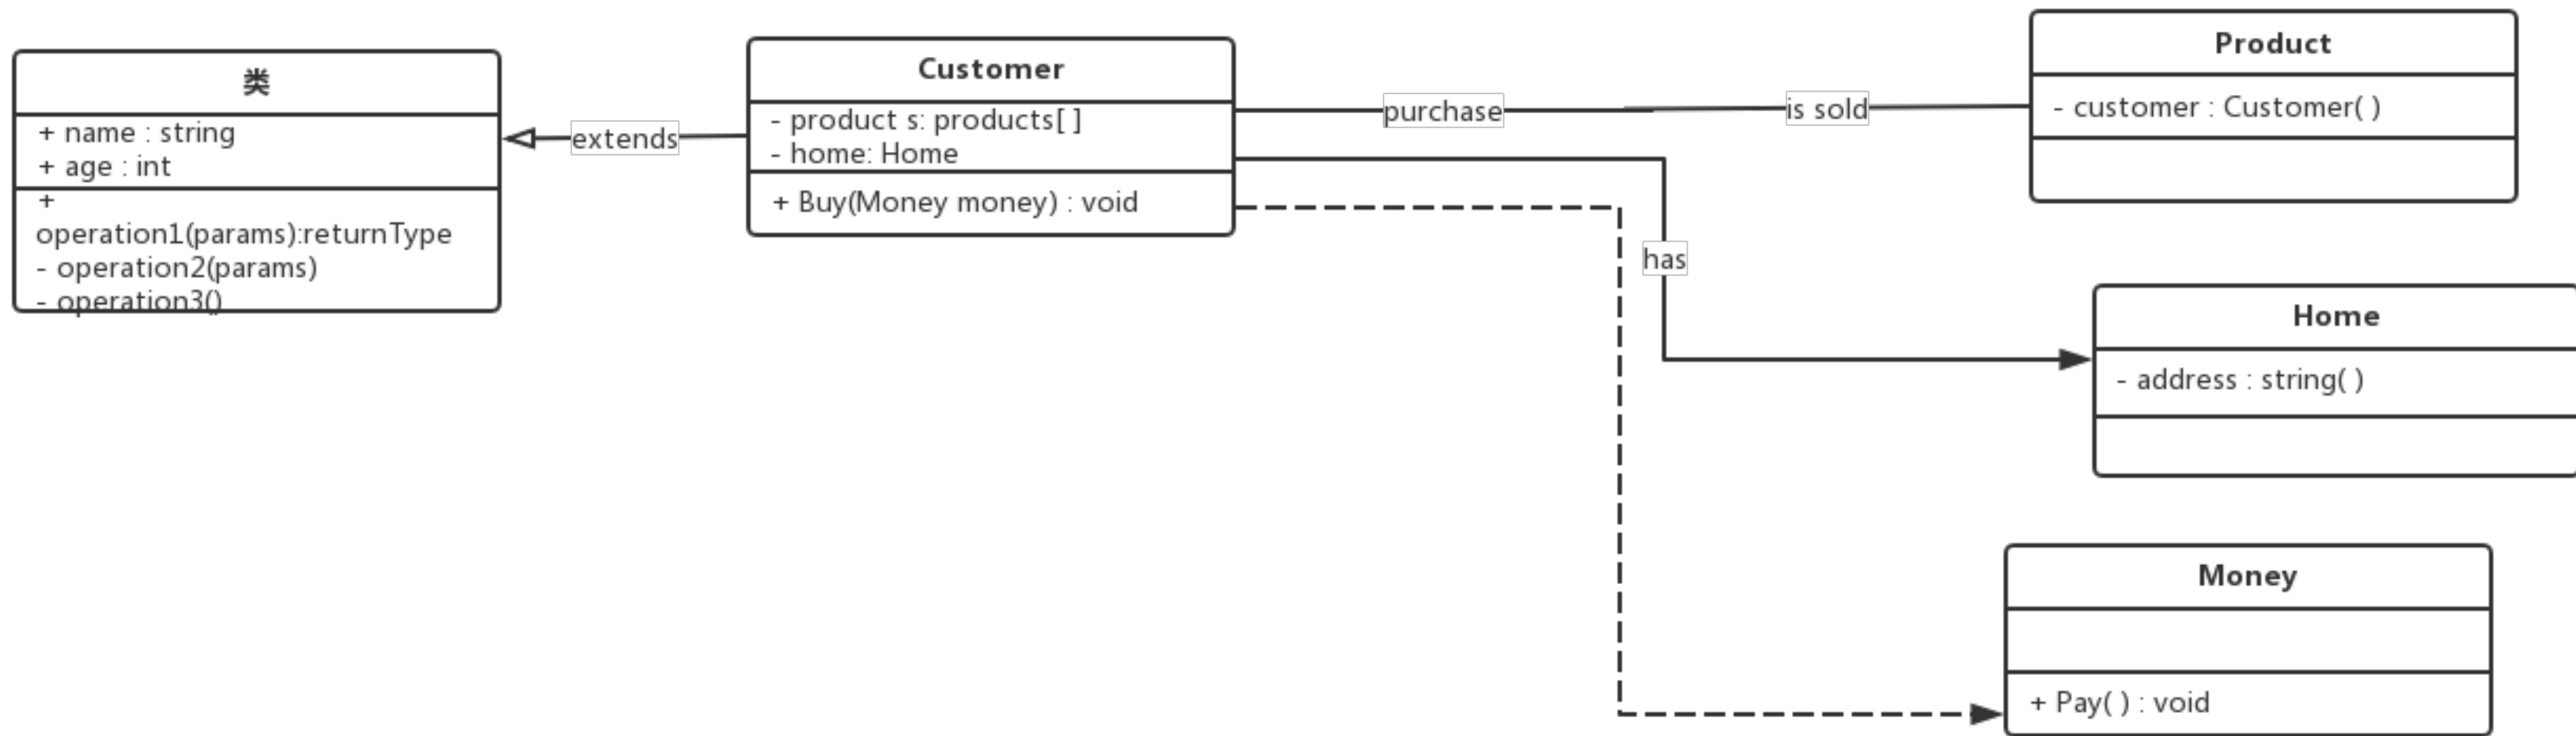 类
+ name : string
+ age : int
+
operation1(params):returnType
- operation2(params)
- operation3()
extends
Customer
- product s: products[ ]
- home: Home
+ Buy(Money money) : void
purchase
is sold
has
Product
- customer : Customer( )
Home
- address : string( )
Money
+ Pay( ) : void